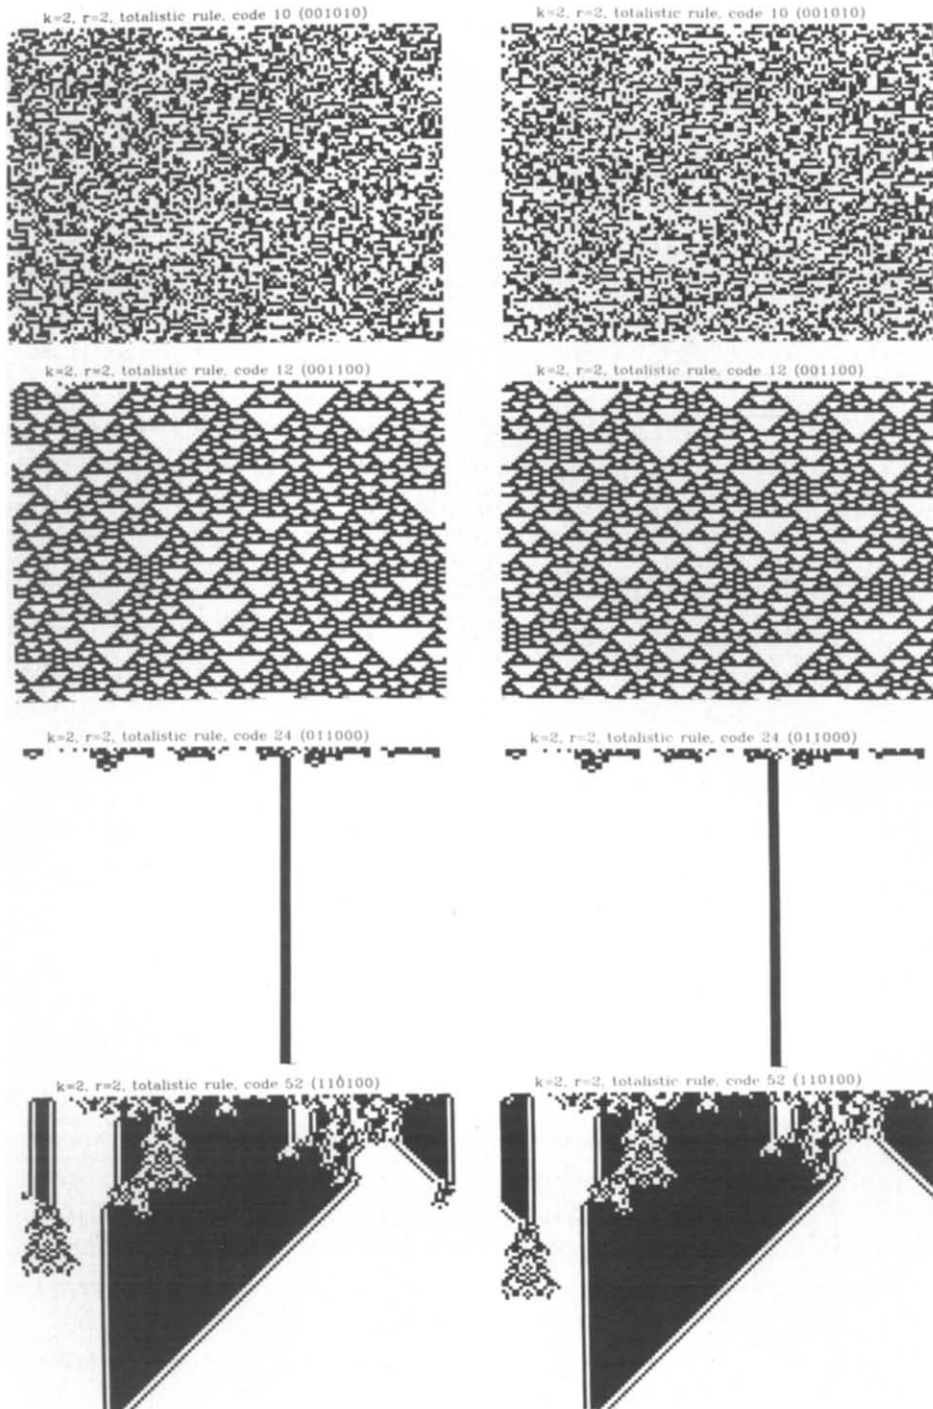 k=2, r=2, totalistic rule, code 10 (001010)
k=2, r=2, totalistic rule, code 10 (001010)
k=2, r=2, totalistic rule, code 12 (001100)
k=2, r=2, totalistic rule, code 12 (001100)
k=2, r=2, totalistic rule, code 24 (011000)
k=2, r=2, totalistic rule, code 24 (011000)
k=2, r=2, totalistic rule, code 52 (110100)
k=2, r=2, totalistic rule, code 52 (110100)